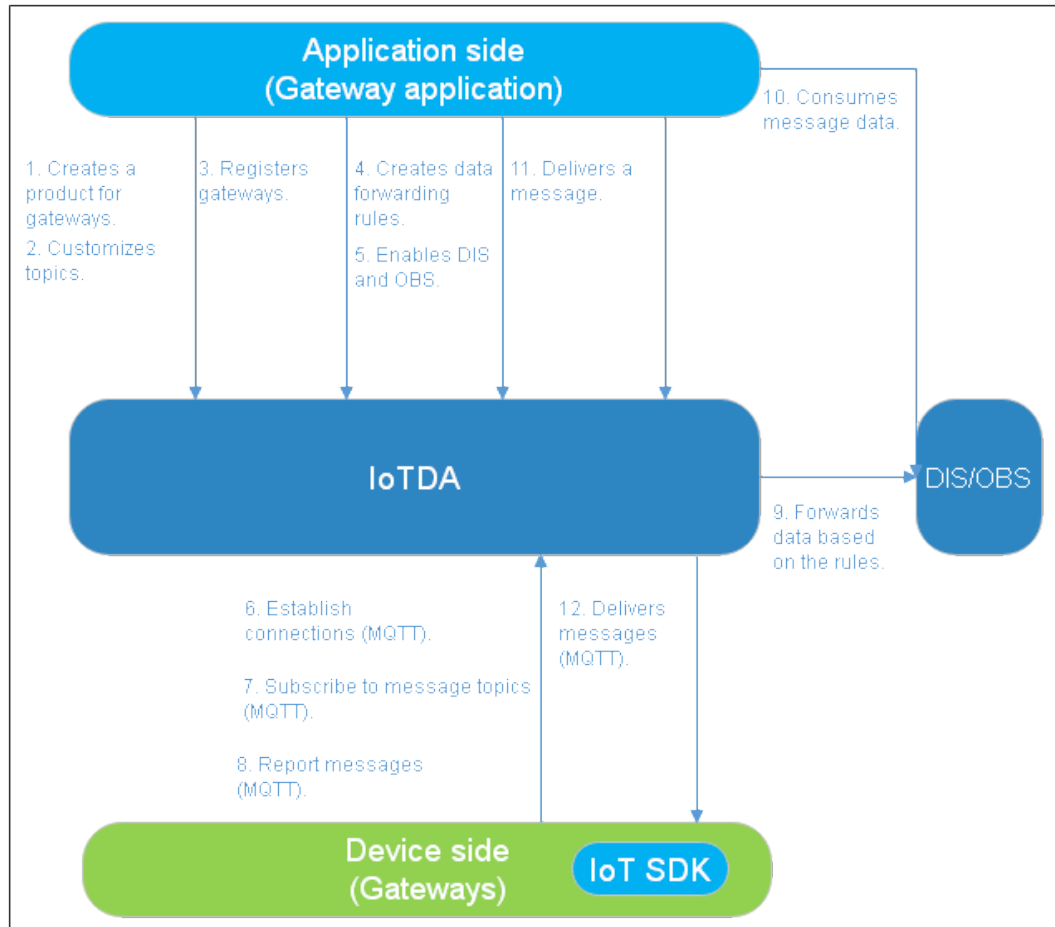 Application side
(Gateway application)
10. Consumes
message data.
1. Creates a
product for
gateways.
2. Customizes
topics.
3. Registers
gateways.
4. Creates data
forwarding
rules.
5. Enables DIS
and OBS.
11. Delivers a
message.
IoTDA
DIS/OBS
9. Forwards
data based
on the rules.
6. Establish
connections (MQTT).
7. Subscribe to message topics
(MQTT).
8. Report messages
(MQTT).
12. Delivers
messages
(MQTT).
Device side
(Gateways)
IoT SDK